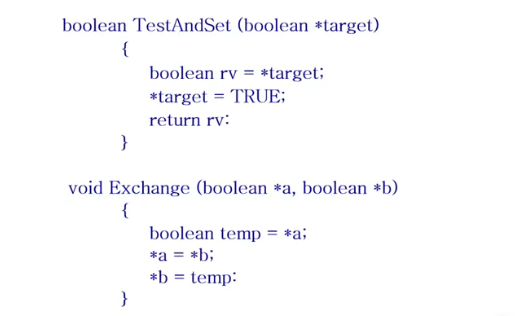 boolean TestAndSet (boolean *target)
{
boolean rv = *target;
*target = TRUE;
return rv:
}
void Exchange (boolean *a, boolean *b)
{
boolean temp = *a;
*a = *b;
*b = temp:
}